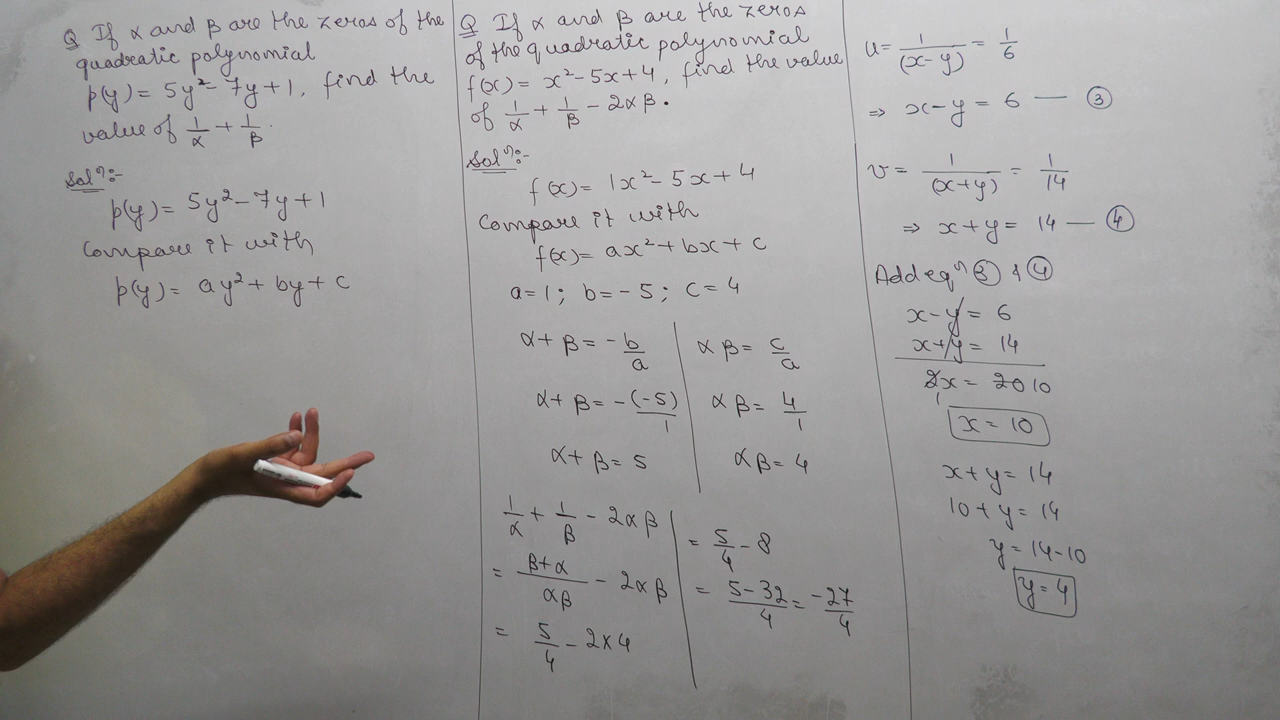 Q If α and β are the zeros of the
quadratic polynomial
p(y) = 5y² - 7y + 1, find the
value of 1/α + 1/β.
Solⁿ:-
p(y) = 5y² - 7y + 1
Compare it with
p(y) = ay² + by + c
Q If α and β are the zeros
of the quadratic polynomial
f(x) = x² - 5x + 4, find the value
of 1/α + 1/β - 2αβ.
Solⁿ:-
f(x) = 1x² - 5x + 4
Compare it with
f(x) = ax² + bx + c
a = 1; b = -5; c = 4
α + β = -b/a
α + β = -(-5)/1
α + β = 5
αβ = c/a
αβ = 4/1
αβ = 4
1/α + 1/β - 2αβ
= (β+α)/αβ - 2αβ
= 5/4 - 2×4
= 5/4 - 8
= (5-32)/4 = -27/4
u = 1/(x-y) = 1/6
⇒ x-y = 6 — ③
v = 1/(x+y) = 1/14
⇒ x+y = 14 — ④
Add eqⁿ ③ & ④
x-y = 6
x+y = 14
2x = 20 10
1
x = 10
x+y = 14
10+y = 14
y = 14-10
y = 4